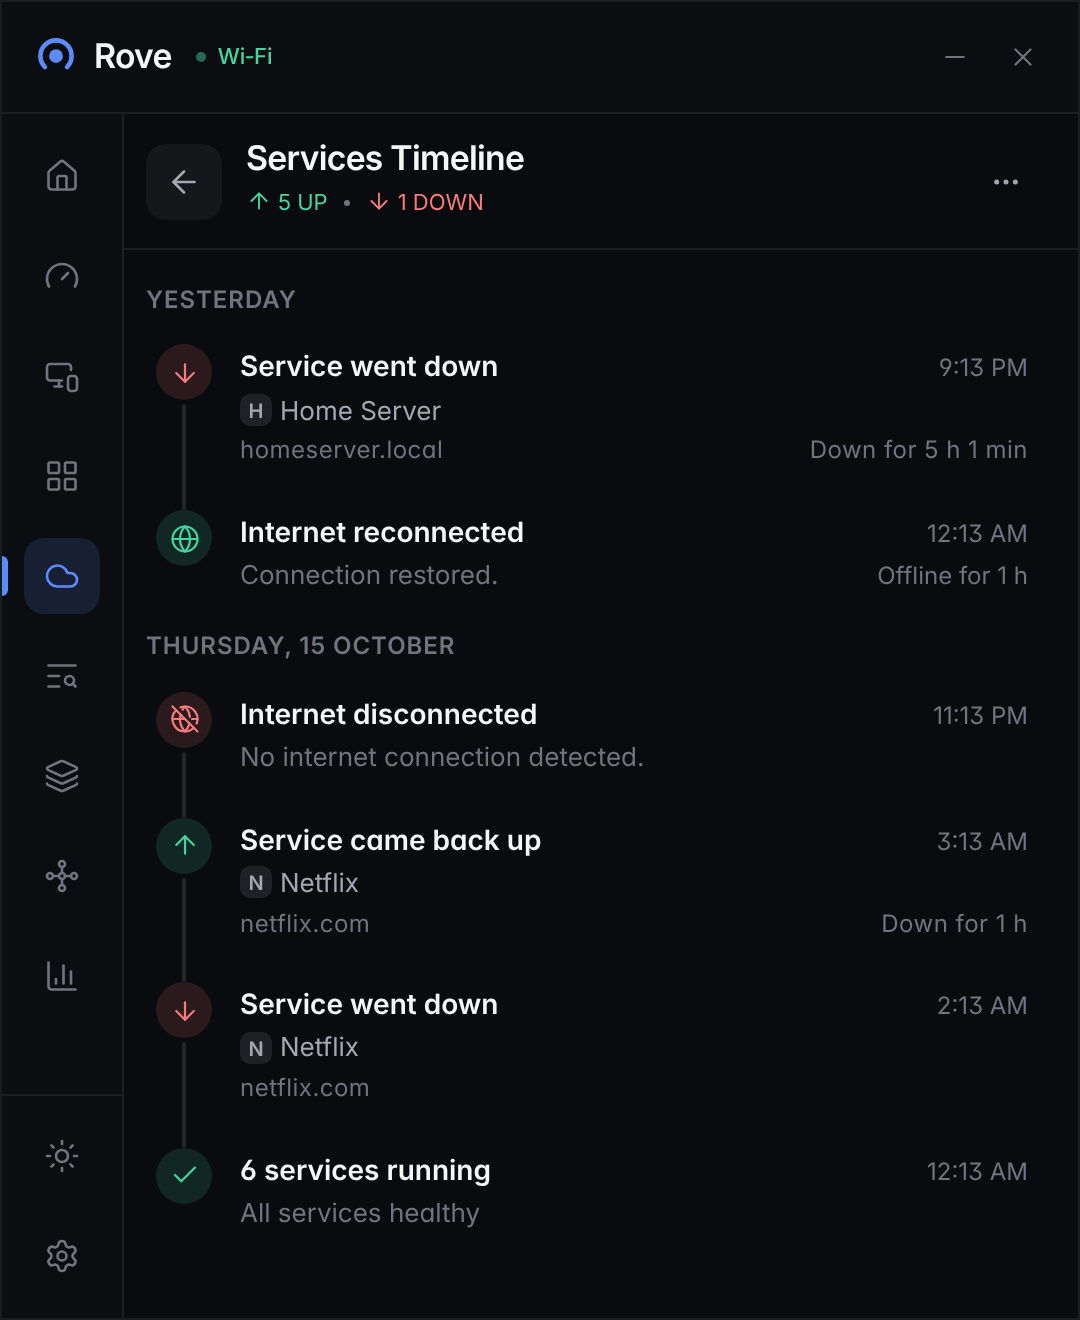 Rove
Wi-Fi
Services Timeline
5 UP • 1 DOWN
YESTERDAY
Service went down 9:13 PM
H Home Server
homeserver.local Down for 5 h 1 min
Internet reconnected 12:13 AM
Connection restored. Offline for 1 h
THURSDAY, 15 OCTOBER
Internet disconnected 11:13 PM
No internet connection detected.
Service came back up 3:13 AM
N Netflix
netflix.com Down for 1 h
Service went down 2:13 AM
N Netflix
netflix.com
6 services running 12:13 AM
All services healthy